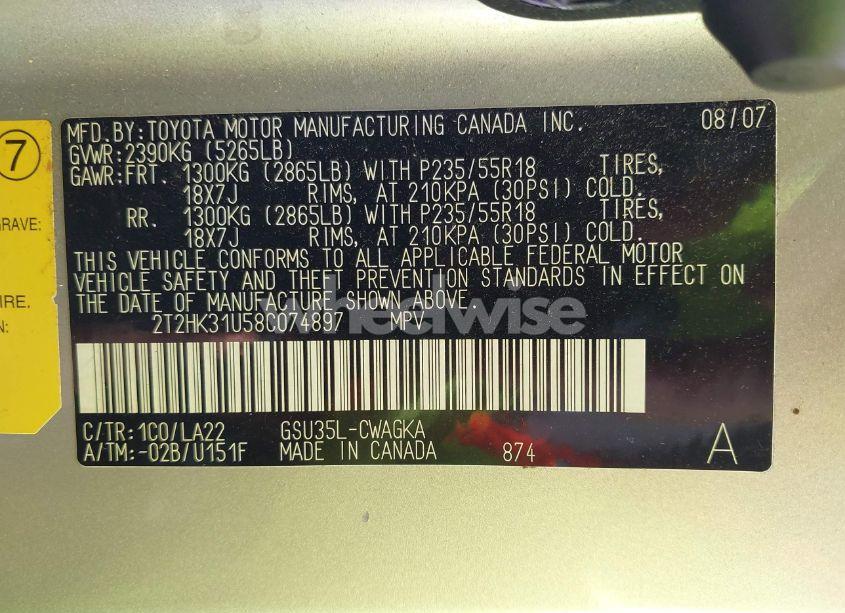 7
GRAVE:
IRE.
N:
MFD.BY:TOYOTA MOTOR MANUFACTURING CANADA INC. 08/07
GVWR:2390KG (5265LB)
GAWR:FRT. 1300KG (2865LB) WITH P235/55R18 TIRES,
18X7J RIMS, AT 210KPA (30PSI) COLD.
RR. 1300KG (2865LB) WITH P235/55R18 TIRES,
18X7J RIMS, AT 210KPA (30PSI) COLD.
THIS VEHICLE CONFORMS TO ALL APPLICABLE FEDERAL MOTOR
VEHICLE SAFETY AND THEFT PREVENTION STANDARDS IN EFFECT ON
THE DATE OF MANUFACTURE SHOWN ABOVE.
wheelwise
2T2HK31U58C074897 MPV
C/TR:1C0/LA22 GSU35L-CWAGKA
A/TM:-02B/U151F MADE IN CANADA 874 A